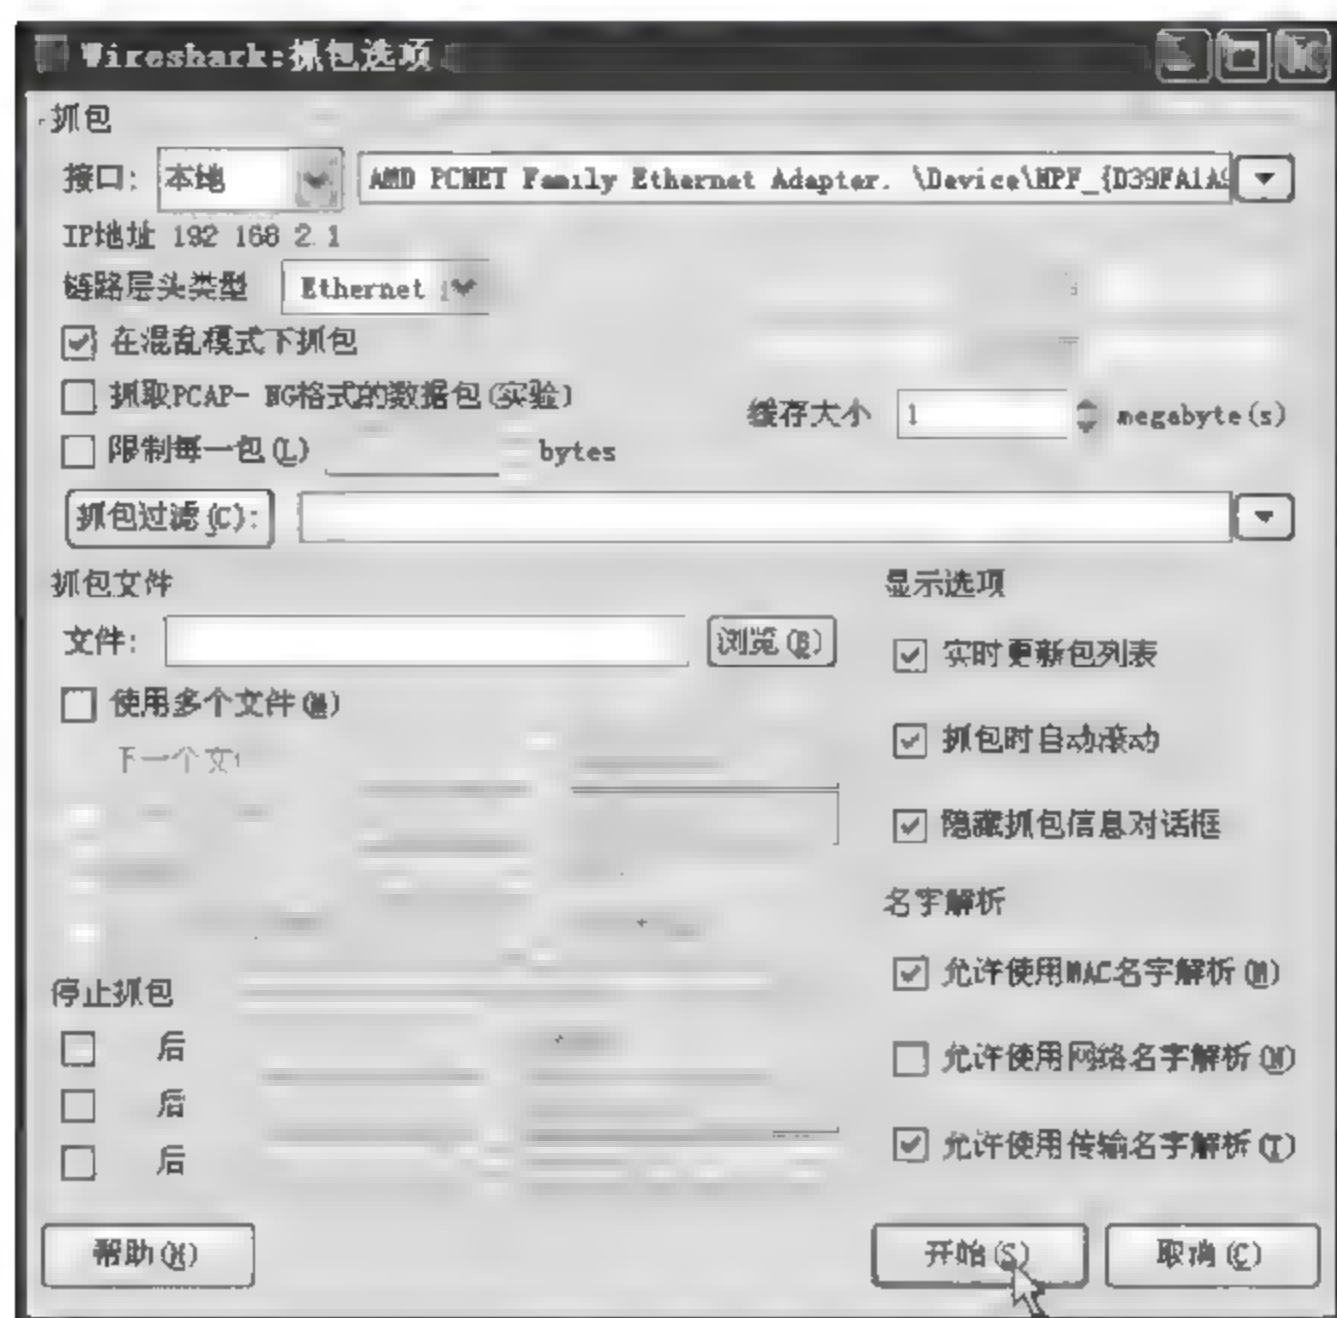 Wireshark:抓包选项
抓包
接口: 本地 AMD PCNET Family Ethernet Adapter. \Device\NPF_{D39FA1A9
IP地址 192 168 2.1
链路层头类型 Ethernet
在混乱模式下抓包
抓取PCAP- NG格式的数据包(实验)
缓存大小 1 megabyte(s)
限制每一包(L) bytes
抓包过滤(C):
抓包文件
文件: 浏览(B)
使用多个文件(M)
下一个文
停止抓包
后
后
后
显示选项
实时更新包列表
抓包时自动滚动
隐藏抓包信息对话框
名字解析
允许使用MAC名字解析(M)
允许使用网络名字解析(N)
允许使用传输名字解析(T)
帮助(H) 开始(S) 取消(C)